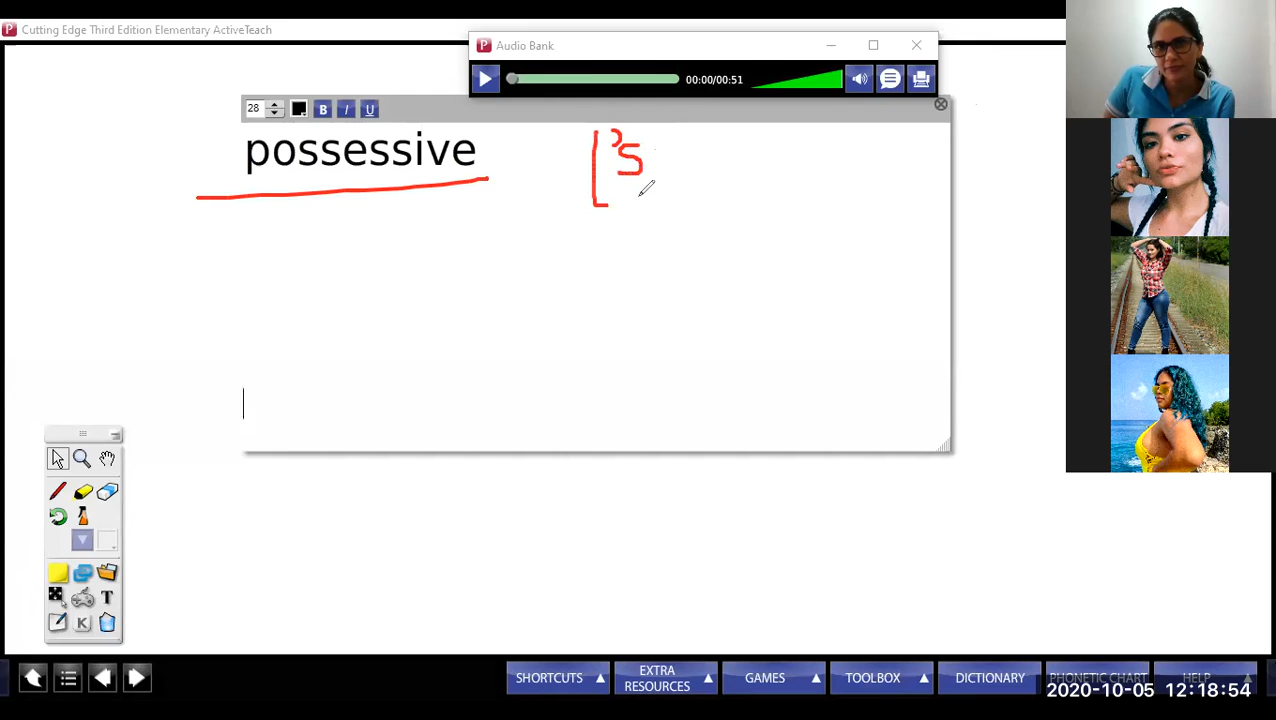 Cutting Edge Third Edition Elementary ActiveTeach
Audio Bank
00:00/00:51
28 B I U
possessive
['s
T
K
SHORTCUTS
EXTRA RESOURCES
GAMES
TOOLBOX
DICTIONARY
PHONETIC CHART
HELP
2020-10-05 12:18:54